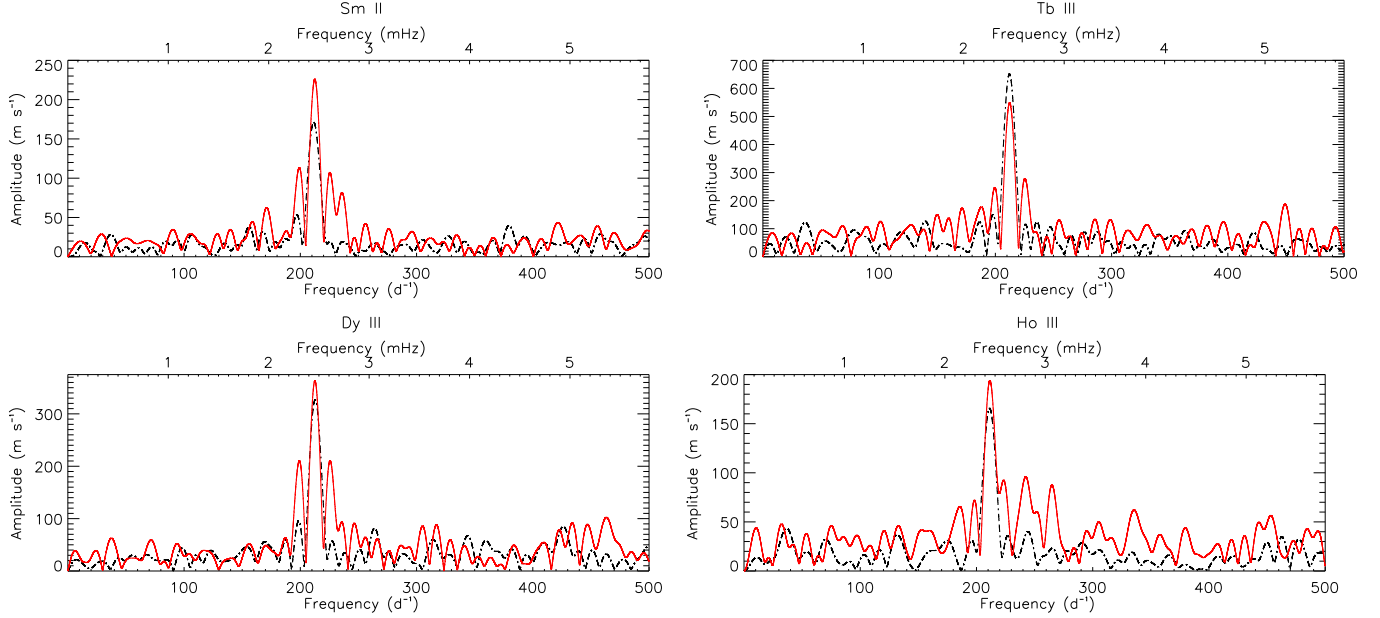 Sm II
Frequency (mHz)
1 2 3 4 5
250
200
150
100
50
0
Amplitude (m s⁻¹)
100 200 300 400 500
Frequency (d⁻¹)
Tb III
Frequency (mHz)
1 2 3 4 5
700
600
500
400
300
200
100
0
Amplitude (m s⁻¹)
100 200 300 400 500
Frequency (d⁻¹)
Dy III
Frequency (mHz)
1 2 3 4 5
300
200
100
0
Amplitude (m s⁻¹)
100 200 300 400 500
Frequency (d⁻¹)
Ho III
Frequency (mHz)
1 2 3 4 5
200
150
100
50
0
Amplitude (m s⁻¹)
100 200 300 400 500
Frequency (d⁻¹)